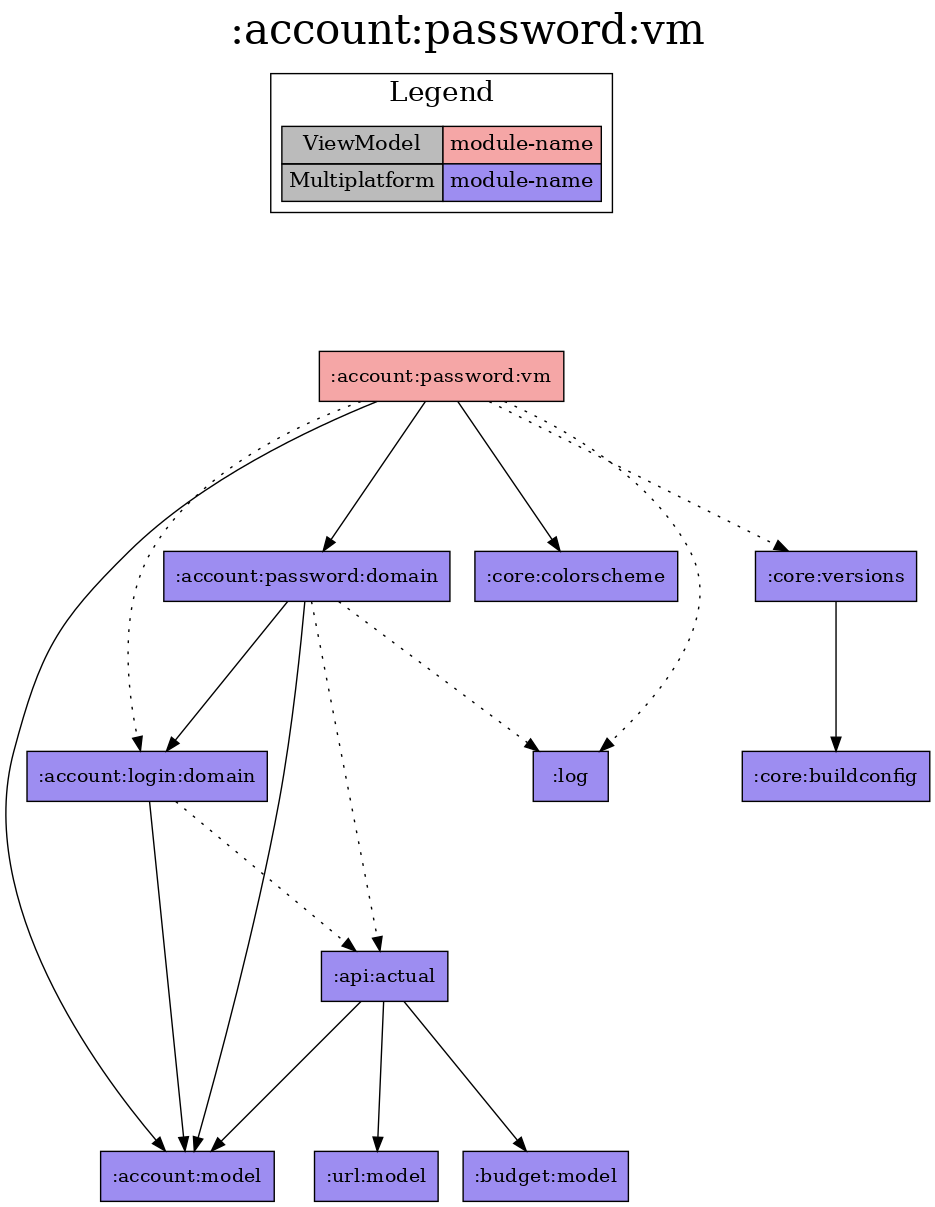 :account:password:vm
Legend
ViewModel module-name
Multiplatform module-name
:account:password:vm
:account:password:domain :core:colorscheme :core:versions
:account:login:domain :log :core:buildconfig
:api:actual
:account:model :url:model :budget:model